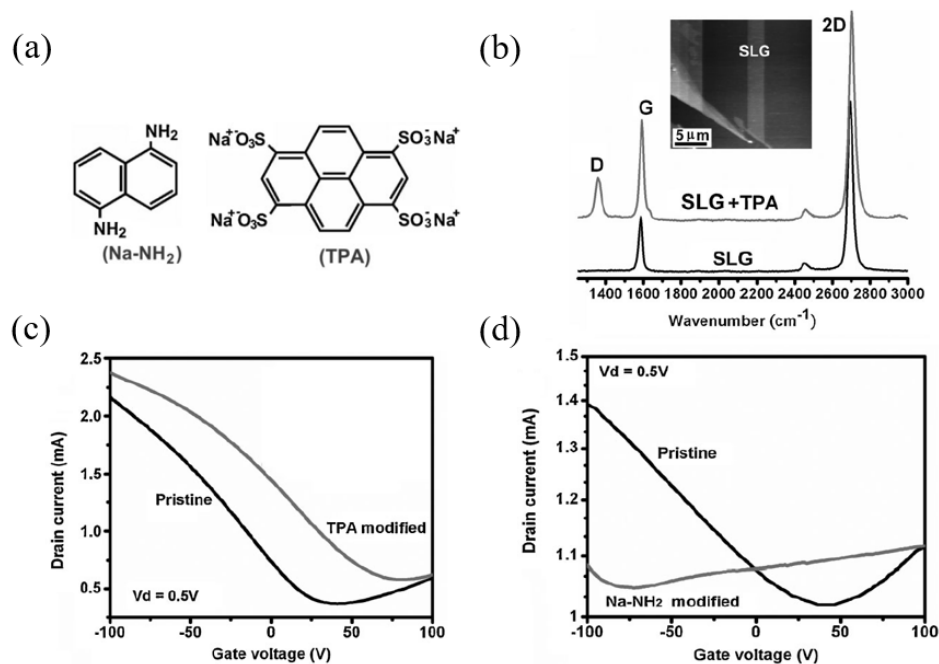 (a)
NH₂
NH₂
(Na-NH₂)
Na⁺⁻O₃S
SO₃⁻Na⁺
Na⁺⁻O₃S
SO₃⁻Na⁺
(TPA)
(b)
2D
SLG
5 μm
G
D
SLG +TPA
SLG
1400 1600 1800 2000 2200 2400 2600 2800 3000
Wavenumber (cm⁻¹)
(c)
2.5
2.0
1.5
1.0
0.5
Drain current (mA)
Pristine
TPA modified
Vd = 0.5V
-100 -50 0 50 100
Gate voltage (V)
(d)
1.5
1.4
1.3
1.2
1.1
1
Drain current (mA)
Vd = 0.5V
Pristine
Na-NH₂ modified
-100 -50 0 50 100
Gate voltage (V)